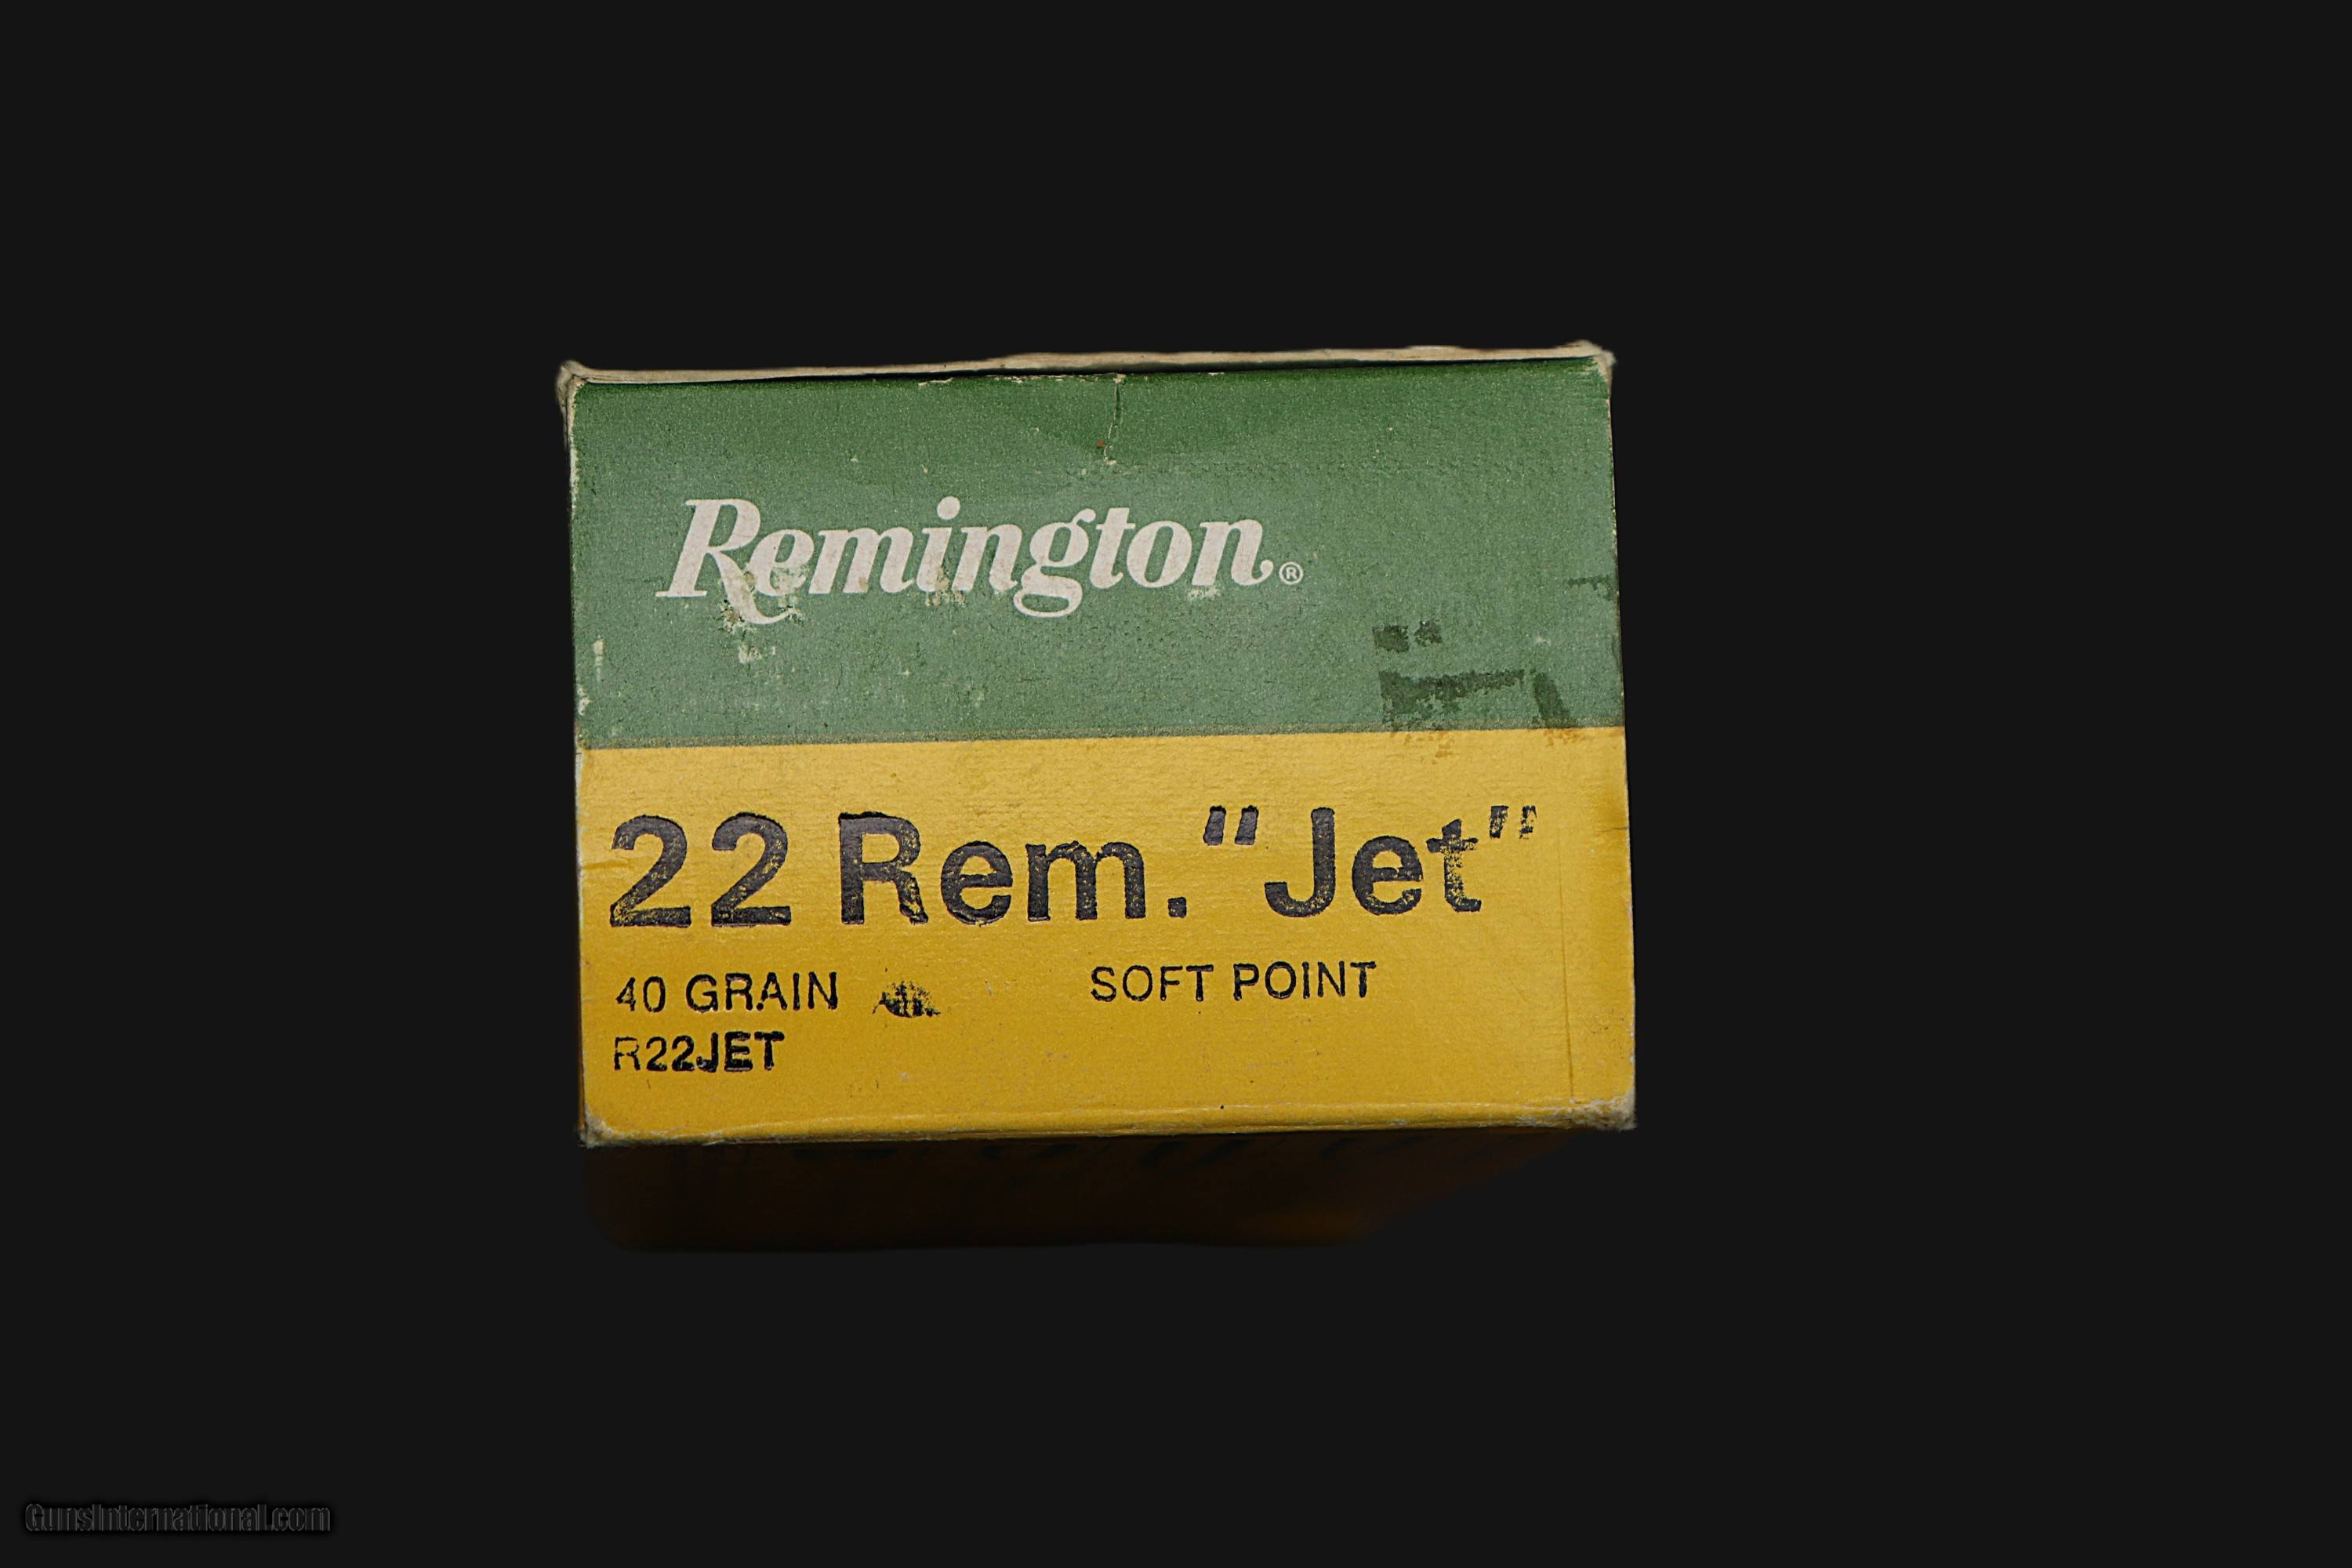 Remington®
22 Rem. "Jet"
40 GRAIN SOFT POINT
R22JET
GunsInternational.com